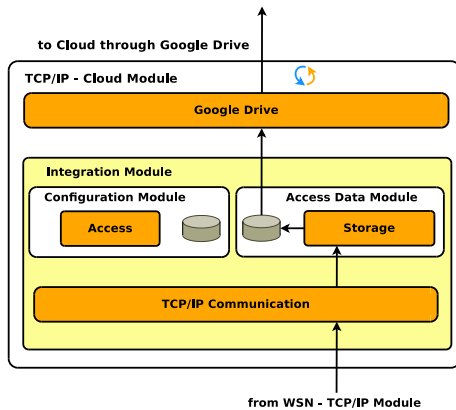 to Cloud through Google Drive
TCP/IP - Cloud Module
Google Drive
Integration Module
Configuration Module
Access Data Module
Access
Storage
TCP/IP Communication
from WSN - TCP/IP Module